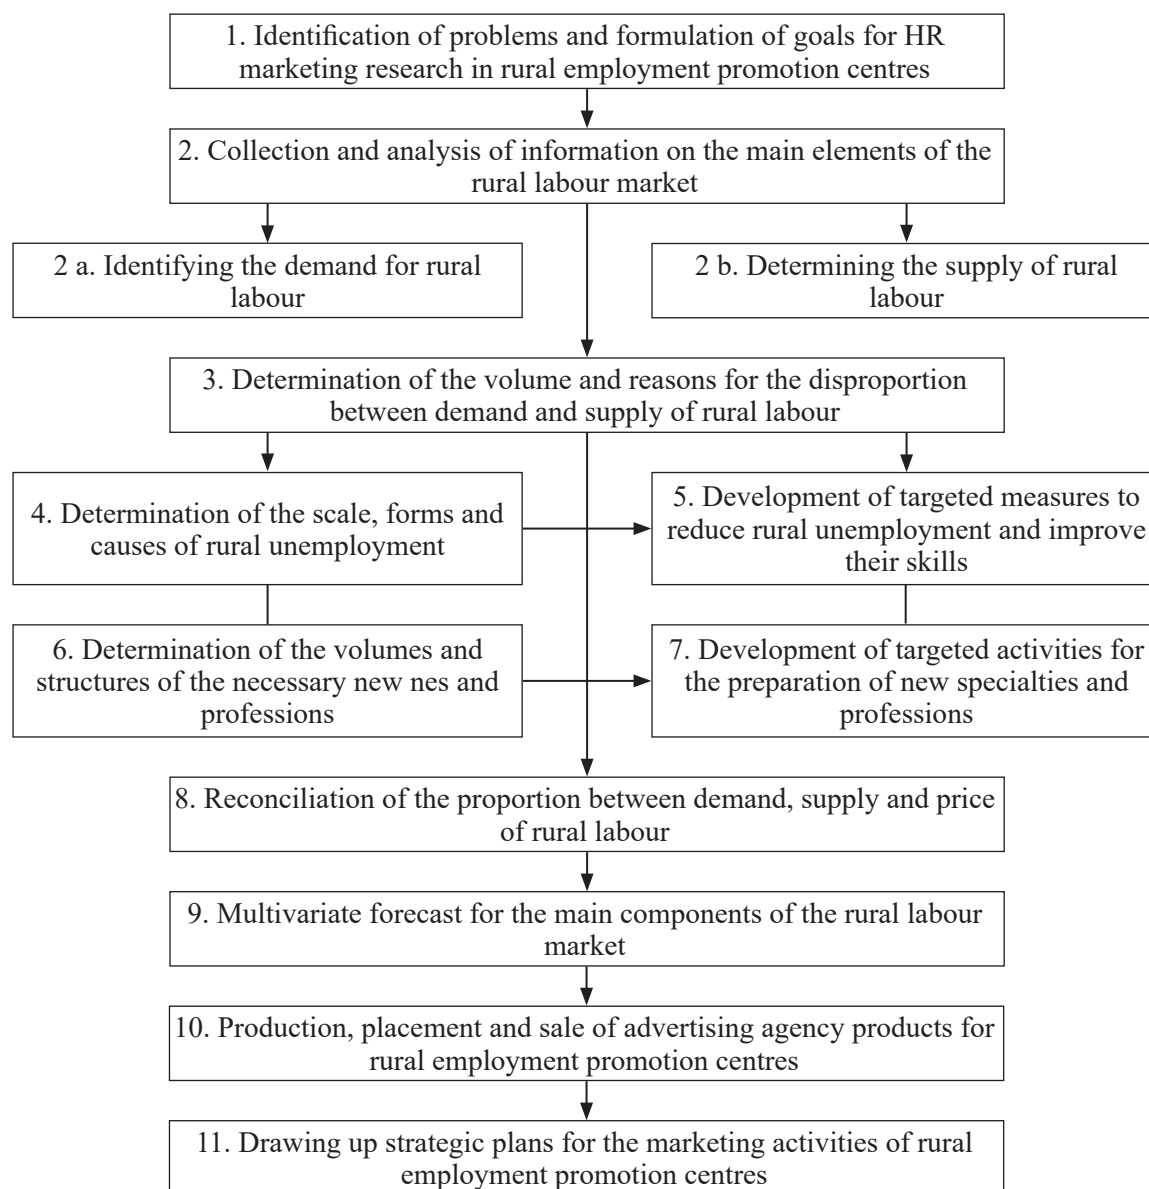 1. Identification of problems and formulation of goals for HR
marketing research in rural employment promotion centres
2. Collection and analysis of information on the main elements of the
rural labour market
2 a. Identifying the demand for rural
labour
2 b. Determining the supply of rural
labour
3. Determination of the volume and reasons for the disproportion
between demand and supply of rural labour
4. Determination of the scale, forms and
causes of rural unemployment
5. Development of targeted measures to
reduce rural unemployment and improve
their skills
6. Determination of the volumes and
structures of the necessary new nes and
professions
7. Development of targeted activities for
the preparation of new specialties and
professions
8. Reconciliation of the proportion between demand, supply and price
of rural labour
9. Multivariate forecast for the main components of the rural labour
market
10. Production, placement and sale of advertising agency products for
rural employment promotion centres
11. Drawing up strategic plans for the marketing activities of rural
employment promotion centres